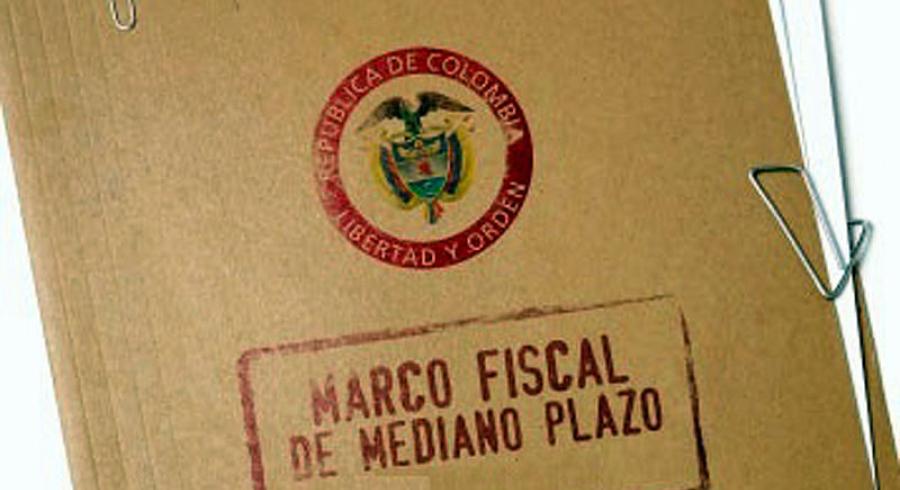 REPÚBLICA DE COLOMBIA
LIBERTAD Y ORDEN
MARCO FISCAL
DE MEDIANO PLAZO